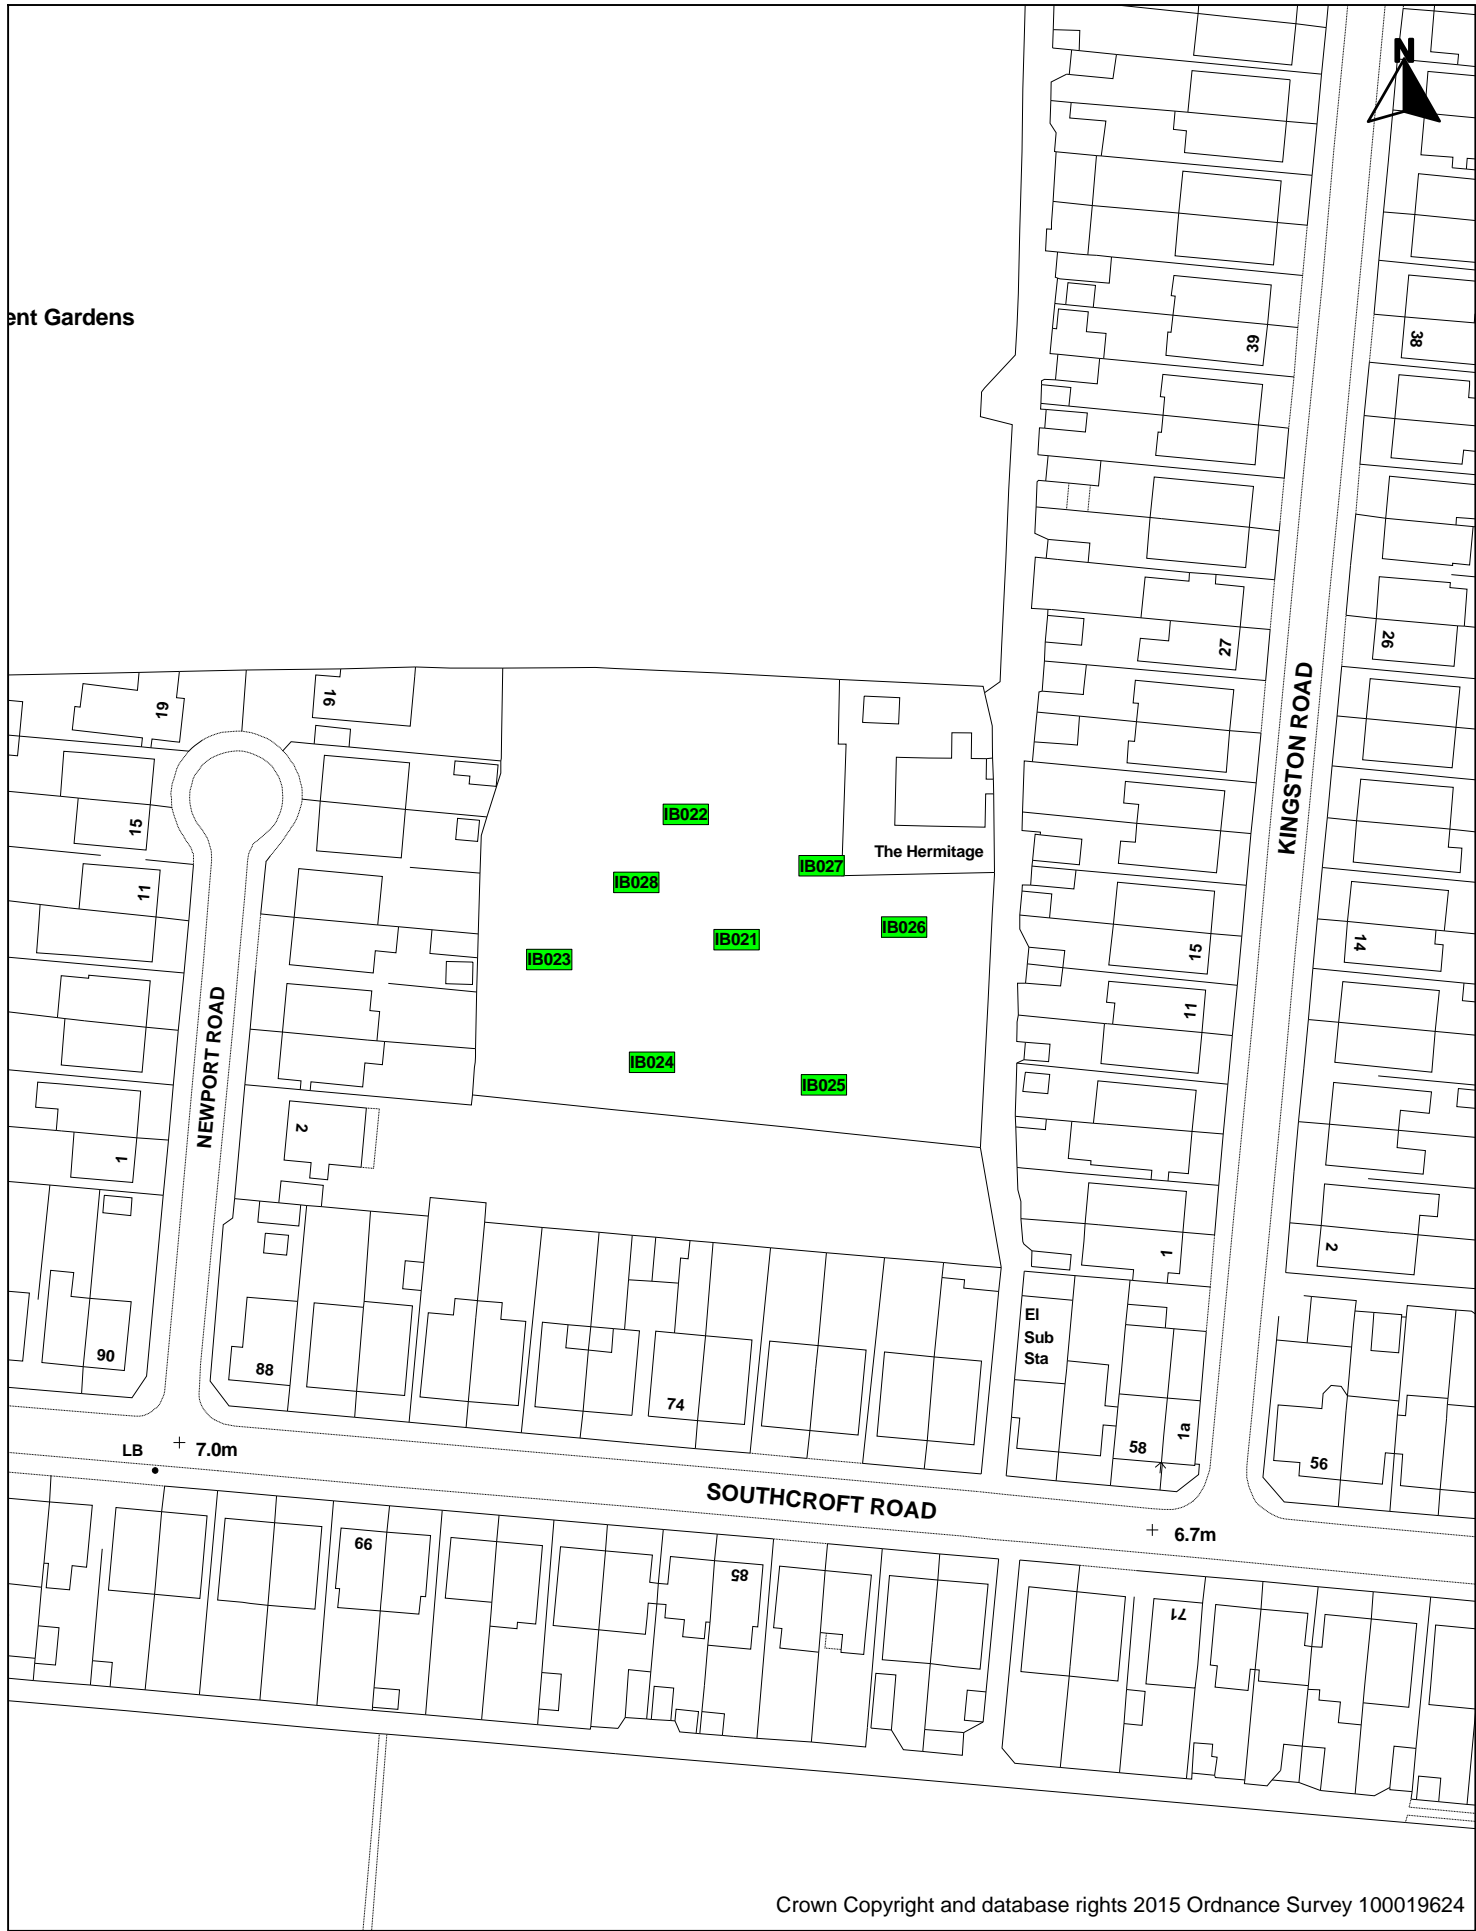 N
ent Gardens
39
38
27
26
19
16
KINGSTON ROAD
15
IB022
The Hermitage
IB027
IB028
11
IB026
IB021
15
14
IB023
11
NEWPORT ROAD
IB024
IB025
2
1
1
2
El
Sub
Sta
90
88
74
1a
58
56
LB
7.0m
SOUTHCROFT ROAD
6.7m
99
85
71
Crown Copyright and database rights 2015 Ordnance Survey 100019624